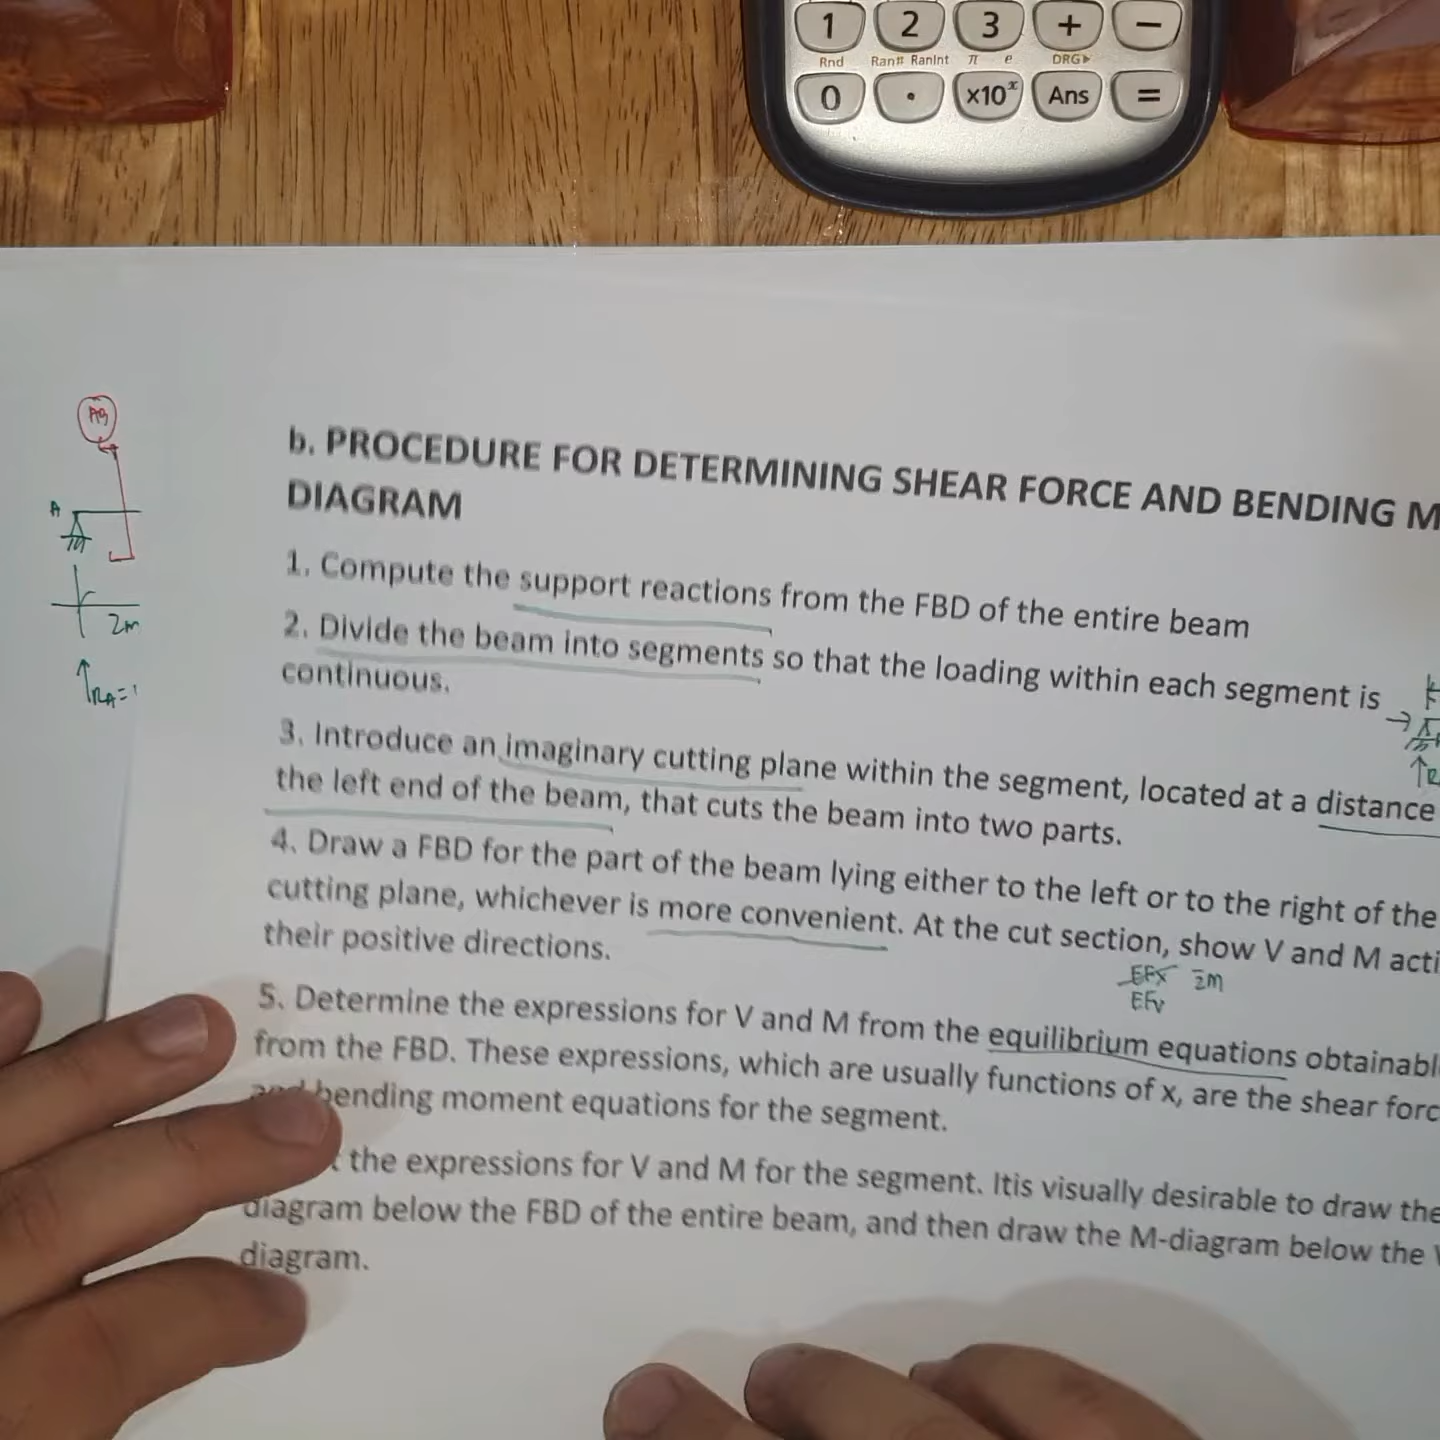 1 2 3 + −
Rnd Ran# RanInt π e DRG▶
0 • ×10ˣ Ans =
AB
A
2m
RA=
b. PROCEDURE FOR DETERMINING SHEAR FORCE AND BENDING M
DIAGRAM
1. Compute the support reactions from the FBD of the entire beam
2. Divide the beam into segments so that the loading within each segment is
continuous.
3. Introduce an imaginary cutting plane within the segment, located at a distance
the left end of the beam, that cuts the beam into two parts.
4. Draw a FBD for the part of the beam lying either to the left or to the right of the
cutting plane, whichever is more convenient. At the cut section, show V and M acti
their positive directions.
EFx ΣM
EFv
5. Determine the expressions for V and M from the equilibrium equations obtainabl
from the FBD. These expressions, which are usually functions of x, are the shear forc
bending moment equations for the segment.
the expressions for V and M for the segment. Itis visually desirable to draw the
diagram below the FBD of the entire beam, and then draw the M-diagram below the V
diagram.